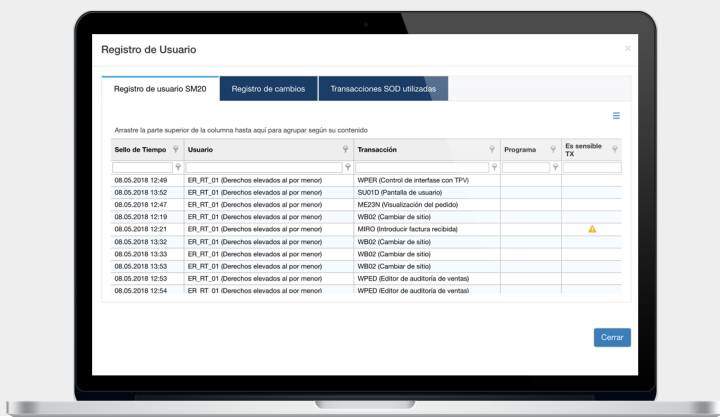 Registro de Usuario
×
Registro de usuario SM20 Registro de cambios Transacciones SOD utilizadas
Arrastre la parte superior de la columna hasta aquí para agrupar según su contenido
Sello de Tiempo Usuario Transacción Programa Es sensible TX
08.05.2018 12:49 ER_RT_01 (Derechos elevados al por menor) WPER (Control de interfase con TPV)
08.05.2018 13:52 ER_RT_01 (Derechos elevados al por menor) SU01D (Pantalla de usuario)
08.05.2018 12:47 ER_RT_01 (Derechos elevados al por menor) ME23N (Visualización del pedido)
08.05.2018 12:19 ER_RT_01 (Derechos elevados al por menor) WB02 (Cambiar de sitio)
08.05.2018 12:21 ER_RT_01 (Derechos elevados al por menor) MIRO (Introducir factura recibida)
08.05.2018 13:32 ER_RT_01 (Derechos elevados al por menor) WB02 (Cambiar de sitio)
08.05.2018 13:33 ER_RT_01 (Derechos elevados al por menor) WB02 (Cambiar de sitio)
08.05.2018 13:53 ER_RT_01 (Derechos elevados al por menor) WB02 (Cambiar de sitio)
08.05.2018 12:53 ER_RT_01 (Derechos elevados al por menor) WPED (Editor de auditoría de ventas)
08.05.2018 12:54 ER_RT_01 (Derechos elevados al por menor) WPED (Editor de auditoría de ventas)
Cerrar